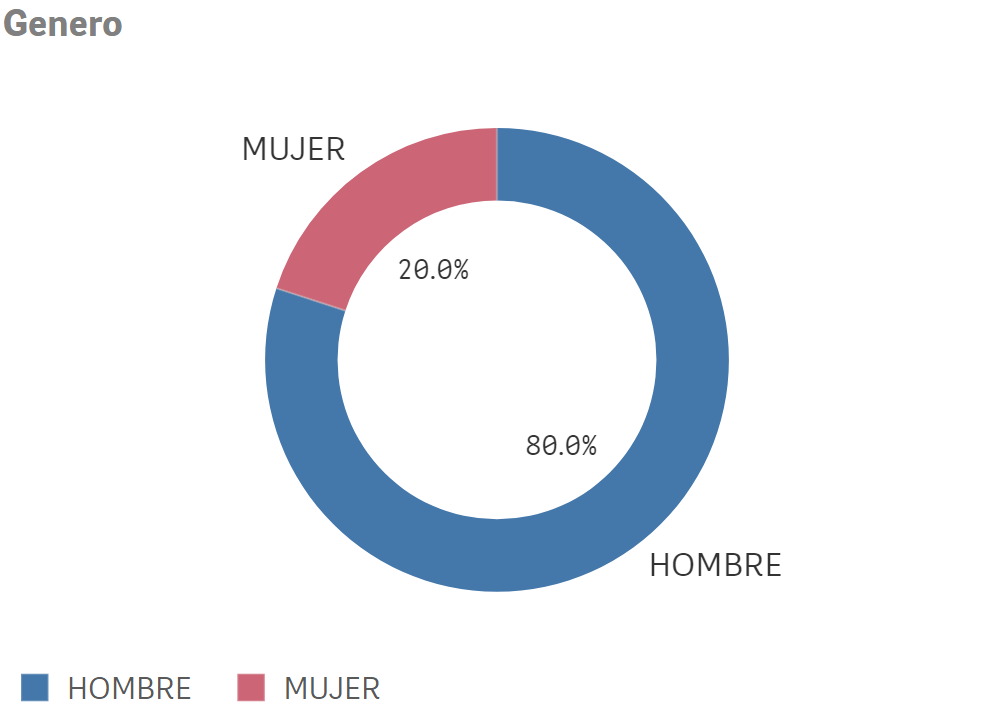 Genero
MUJER
20.0%
80.0%
HOMBRE
HOMBRE MUJER